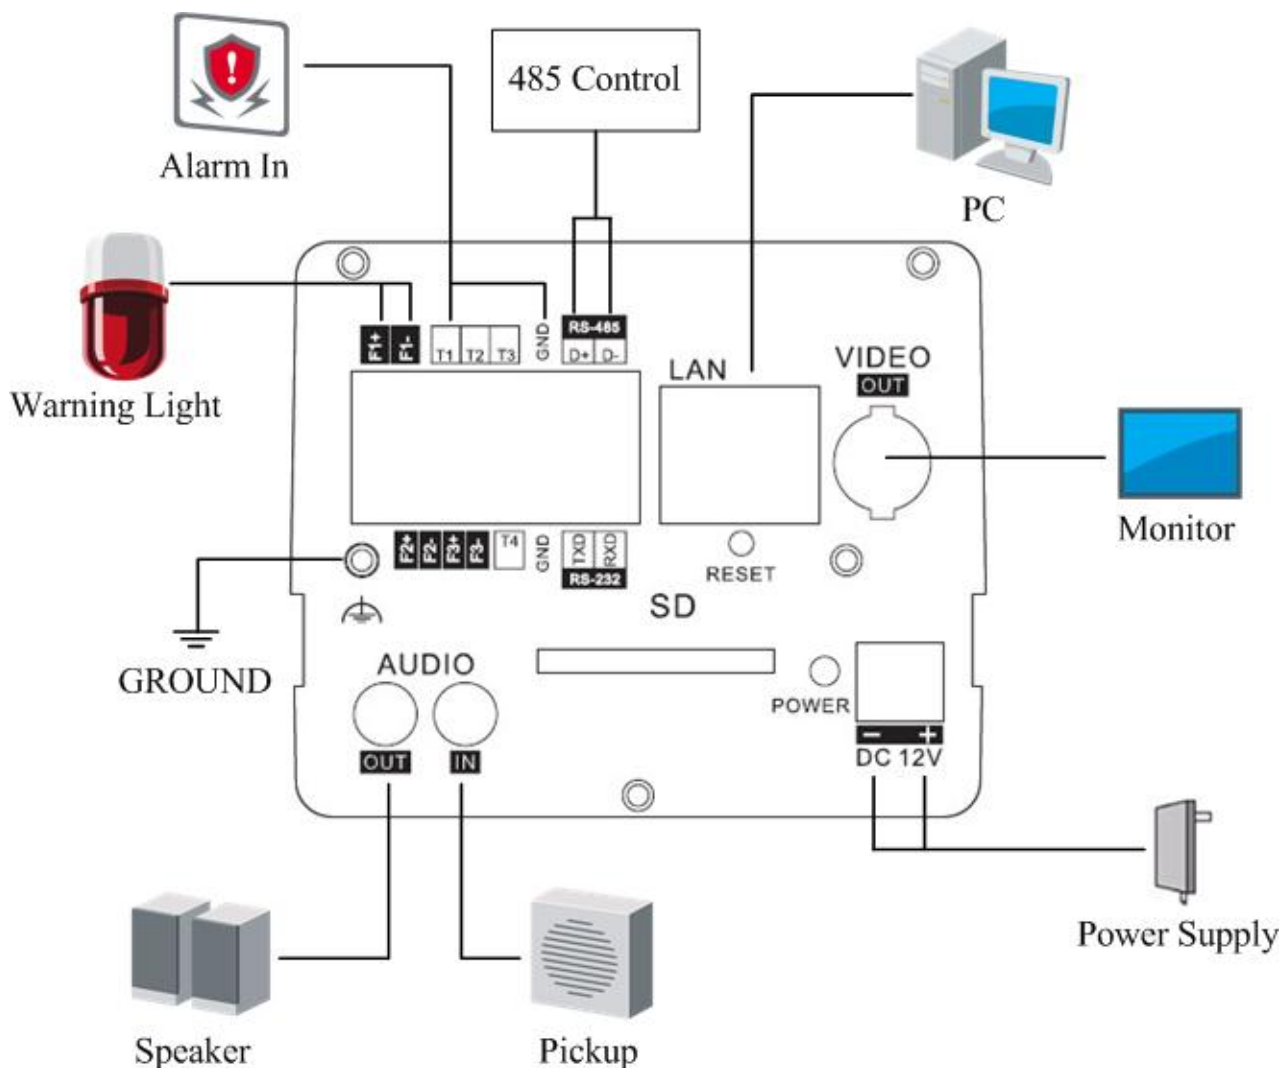 485 Control
Alarm In
PC
Warning Light
F1+
F1-
T1
T2
T3
GND
RS-485
D+
D-
LAN
VIDEO
OUT
Monitor
F2+
F2-
F3+
F3-
T4
GND
TXD
RXD
RS-232
RESET
SD
GROUND
AUDIO
OUT
IN
POWER
- +
DC 12V
Power Supply
Speaker
Pickup